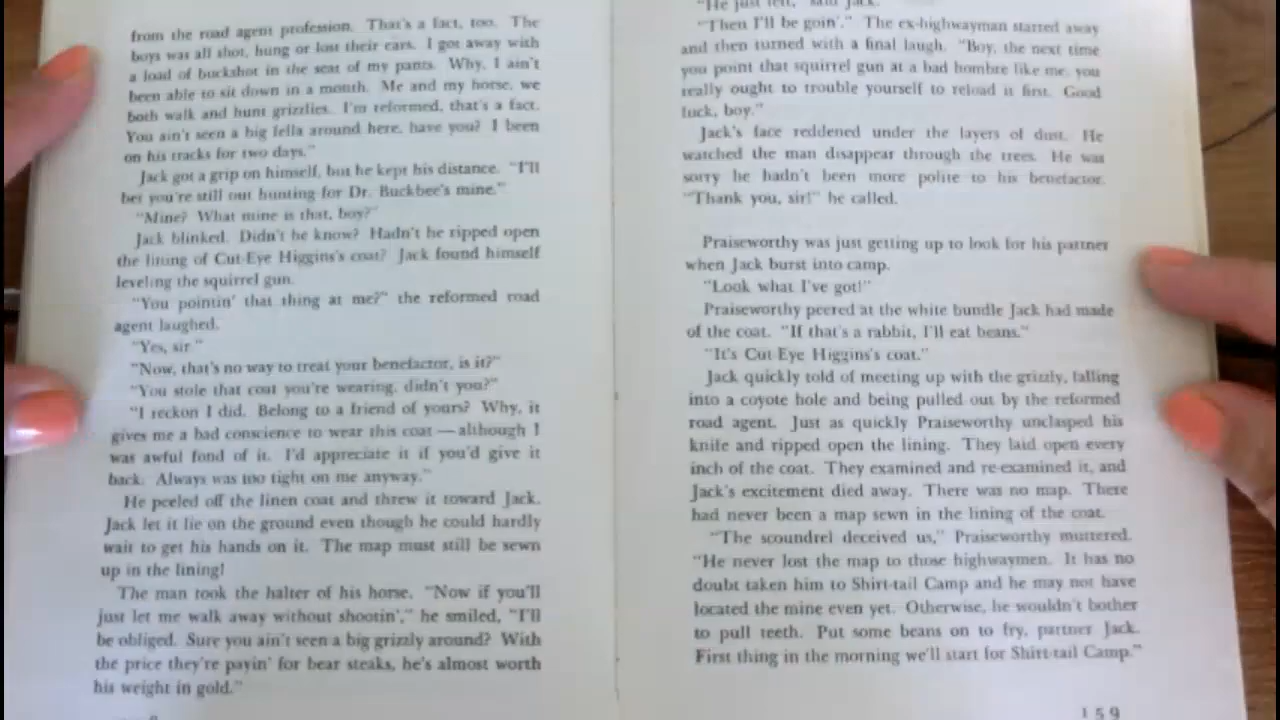 from the road agent profession. That's a fact, too. The
boys was all shot, hung or lost their ears. I got away with
a load of buckshot in the seat of my pants. Why, I ain't
been able to sit down in a month. Me and my horse, we
both walk and hunt grizzlies. I'm reformed, that's a fact.
You ain't seen a big fella around here, have you? I been
on his tracks for two days."
Jack got a grip on himself, but he kept his distance. "I'll
bet you're still out hunting for Dr. Buckbee's mine."
"Mine? What mine is that, boy?"
Jack blinked. Didn't he know? Hadn't he ripped open
the lining of Cut-Eye Higgins's coat? Jack found himself
leveling the squirrel gun.
"You pointin' that thing at me?" the reformed road
agent laughed.
"Yes, sir."
"Now, that's no way to treat your benefactor, is it?"
"You stole that coat you're wearing, didn't you?"
"I reckon I did. Belong to a friend of yours? Why, it
gives me a bad conscience to wear this coat — although I
was awful fond of it. I'd appreciate it if you'd give it
back. Always was too tight on me anyway."
He peeled off the linen coat and threw it toward Jack.
Jack let it lie on the ground even though he could hardly
wait to get his hands on it. The map must still be sewn
up in the lining!
The man took the halter of his horse. "Now if you'll
just let me walk away without shootin'," he smiled, "I'll
be obliged. Sure you ain't seen a big grizzly around? With
the price they're payin' for bear steaks, he's almost worth
his weight in gold."
"He just left," said Jack.
"Then I'll be goin'." The ex-highwayman started away
and then turned with a final laugh. "Boy, the next time
you point that squirrel gun at a bad hombre like me, you
really ought to trouble yourself to reload it first. Good
luck, boy."
Jack's face reddened under the layers of dust. He
watched the man disappear through the trees. He was
sorry he hadn't been more polite to his benefactor.
"Thank you, sir!" he called.
Praiseworthy was just getting up to look for his partner
when Jack burst into camp.
"Look what I've got!"
Praiseworthy peered at the white bundle Jack had made
of the coat. "If that's a rabbit, I'll eat beans."
"It's Cut-Eye Higgins's coat."
Jack quickly told of meeting up with the grizzly, falling
into a coyote hole and being pulled out by the reformed
road agent. Just as quickly Praiseworthy unclasped his
knife and ripped open the lining. They laid open every
inch of the coat. They examined and re-examined it, and
Jack's excitement died away. There was no map. There
had never been a map sewn in the lining of the coat.
"The scoundrel deceived us," Praiseworthy muttered.
"He never lost the map to those highwaymen. It has no
doubt taken him to Shirt-tail Camp and he may not have
located the mine even yet. Otherwise, he wouldn't bother
to pull teeth. Put some beans on to fry, partner Jack.
First thing in the morning we'll start for Shirt-tail Camp."
159